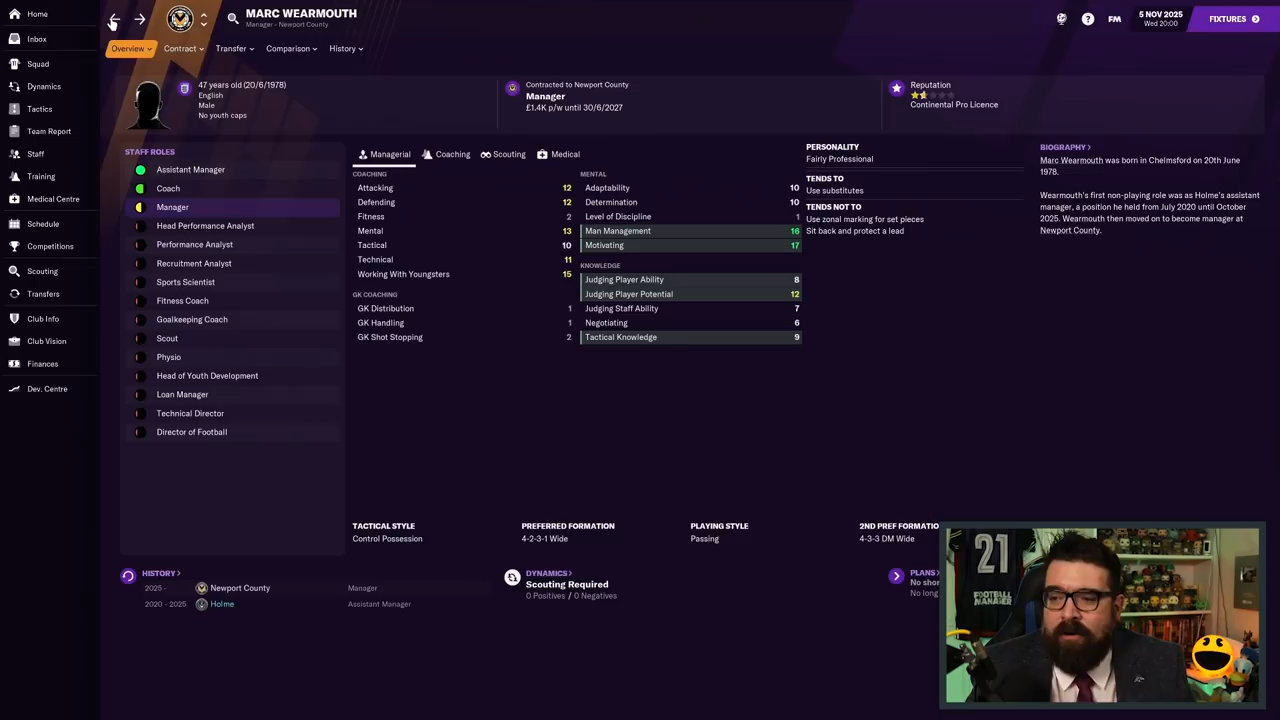 Home
Inbox
Squad
Dynamics
Tactics
Team Report
Staff
Training
Medical Centre
Schedule
Competitions
Scouting
Transfers
Club Info
Club Vision
Finances
Dev. Centre
MARC WEARMOUTH
Manager - Newport County
FM
5 NOV 2025
Wed 20:00
FIXTURES
Overview
Contract
Transfer
Comparison
History
47 years old (20/6/1978)
English
Male
No youth caps
Contracted to Newport County
Manager
£1.4K p/w until 30/6/2027
Reputation
Continental Pro Licence
STAFF ROLES
Assistant Manager
Coach
Manager
Head Performance Analyst
Performance Analyst
Recruitment Analyst
Sports Scientist
Fitness Coach
Goalkeeping Coach
Scout
Physio
Head of Youth Development
Loan Manager
Technical Director
Director of Football
Managerial
Coaching
Scouting
Medical
COACHING
Attacking 12
Defending 12
Fitness 2
Mental 13
Tactical 10
Technical 11
Working With Youngsters 15
GK COACHING
GK Distribution 1
GK Handling 1
GK Shot Stopping 2
MENTAL
Adaptability 10
Determination 10
Level of Discipline 1
Man Management 16
Motivating 17
KNOWLEDGE
Judging Player Ability 8
Judging Player Potential 12
Judging Staff Ability 7
Negotiating 6
Tactical Knowledge 9
PERSONALITY
Fairly Professional
TENDS TO
Use substitutes
TENDS NOT TO
Use zonal marking for set pieces
Sit back and protect a lead
BIOGRAPHY >
Marc Wearmouth was born in Chelmsford on 20th June
1978.
Wearmouth's first non-playing role was as Holme's assistant
manager, a position he held from July 2020 until October
2025. Wearmouth then moved on to become manager at
Newport County.
TACTICAL STYLE
Control Possession
PREFERRED FORMATION
4-2-3-1 Wide
PLAYING STYLE
Passing
2ND PREF FORMATIO
4-3-3 DM Wide
HISTORY >
2025 - Newport County Manager
2020 - 2025 Holme Assistant Manager
DYNAMICS >
Scouting Required
0 Positives / 0 Negatives
PLANS >
No shor
No long
21
FOOTBALL
MANAGER